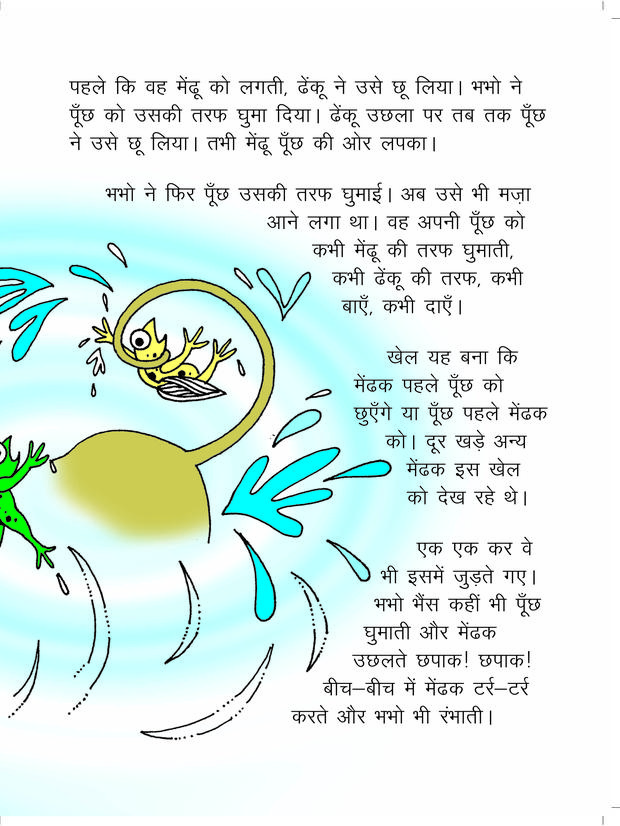 पहले कि वह मेंढू को लगती, ढेंकू ने उसे छू लिया। भभो ने
पूँछ को उसकी तरफ घुमा दिया। ढेंकू उछला पर तब तक पूँछ
ने उसे छू लिया। तभी मेंढू पूँछ की ओर लपका।
भभो ने फिर पूँछ उसकी तरफ घुमाई। अब उसे भी मज़ा
आने लगा था। वह अपनी पूँछ को
कभी मेंढू की तरफ घुमाती,
कभी ढेंकू की तरफ, कभी
बाएँ, कभी दाएँ।
खेल यह बना कि
मेंढक पहले पूँछ को
छुएँगे या पूँछ पहले मेंढक
को। दूर खड़े अन्य
मेंढक इस खेल
को देख रहे थे।
एक एक कर वे
भी इसमें जुड़ते गए।
भभो भैंस कहीं भी पूँछ
घुमाती और मेंढक
उछलते छपाक! छपाक!
बीच–बीच में मेंढक टर्र–टर्र
करते और भभो भी रंभाती।